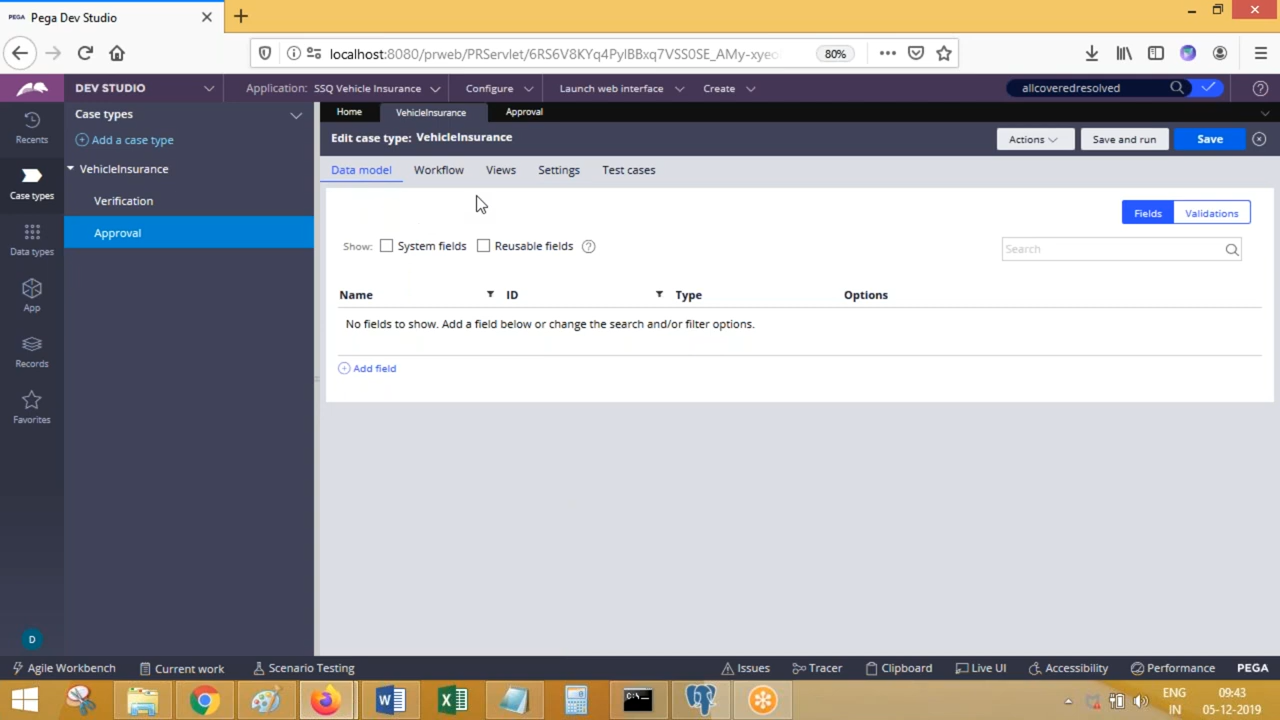 PEGA Pega Dev Studio
localhost:8080/prweb/PRServlet/6RS6V8KYq4PylBBxq7VSS0SE_AMy-xyeo
80%
DEV STUDIO
Application: SSQ Vehicle Insurance
Configure
Launch web interface
Create
allcoveredresolved
Recents
Case types
Data types
App
Records
Favorites
D
Case types
Add a case type
VehicleInsurance
Verification
Approval
Home
VehicleInsurance
Approval
Edit case type: VehicleInsurance
Actions
Save and run
Save
Data model
Workflow
Views
Settings
Test cases
Fields
Validations
Show:
System fields
Reusable fields
?
Search
Name
ID
Type
Options
No fields to show. Add a field below or change the search and/or filter options.
Add field
Agile Workbench
Current work
Scenario Testing
Issues
Tracer
Clipboard
Live UI
Accessibility
Performance
PEGA
ENG
IN
09:43
05-12-2019